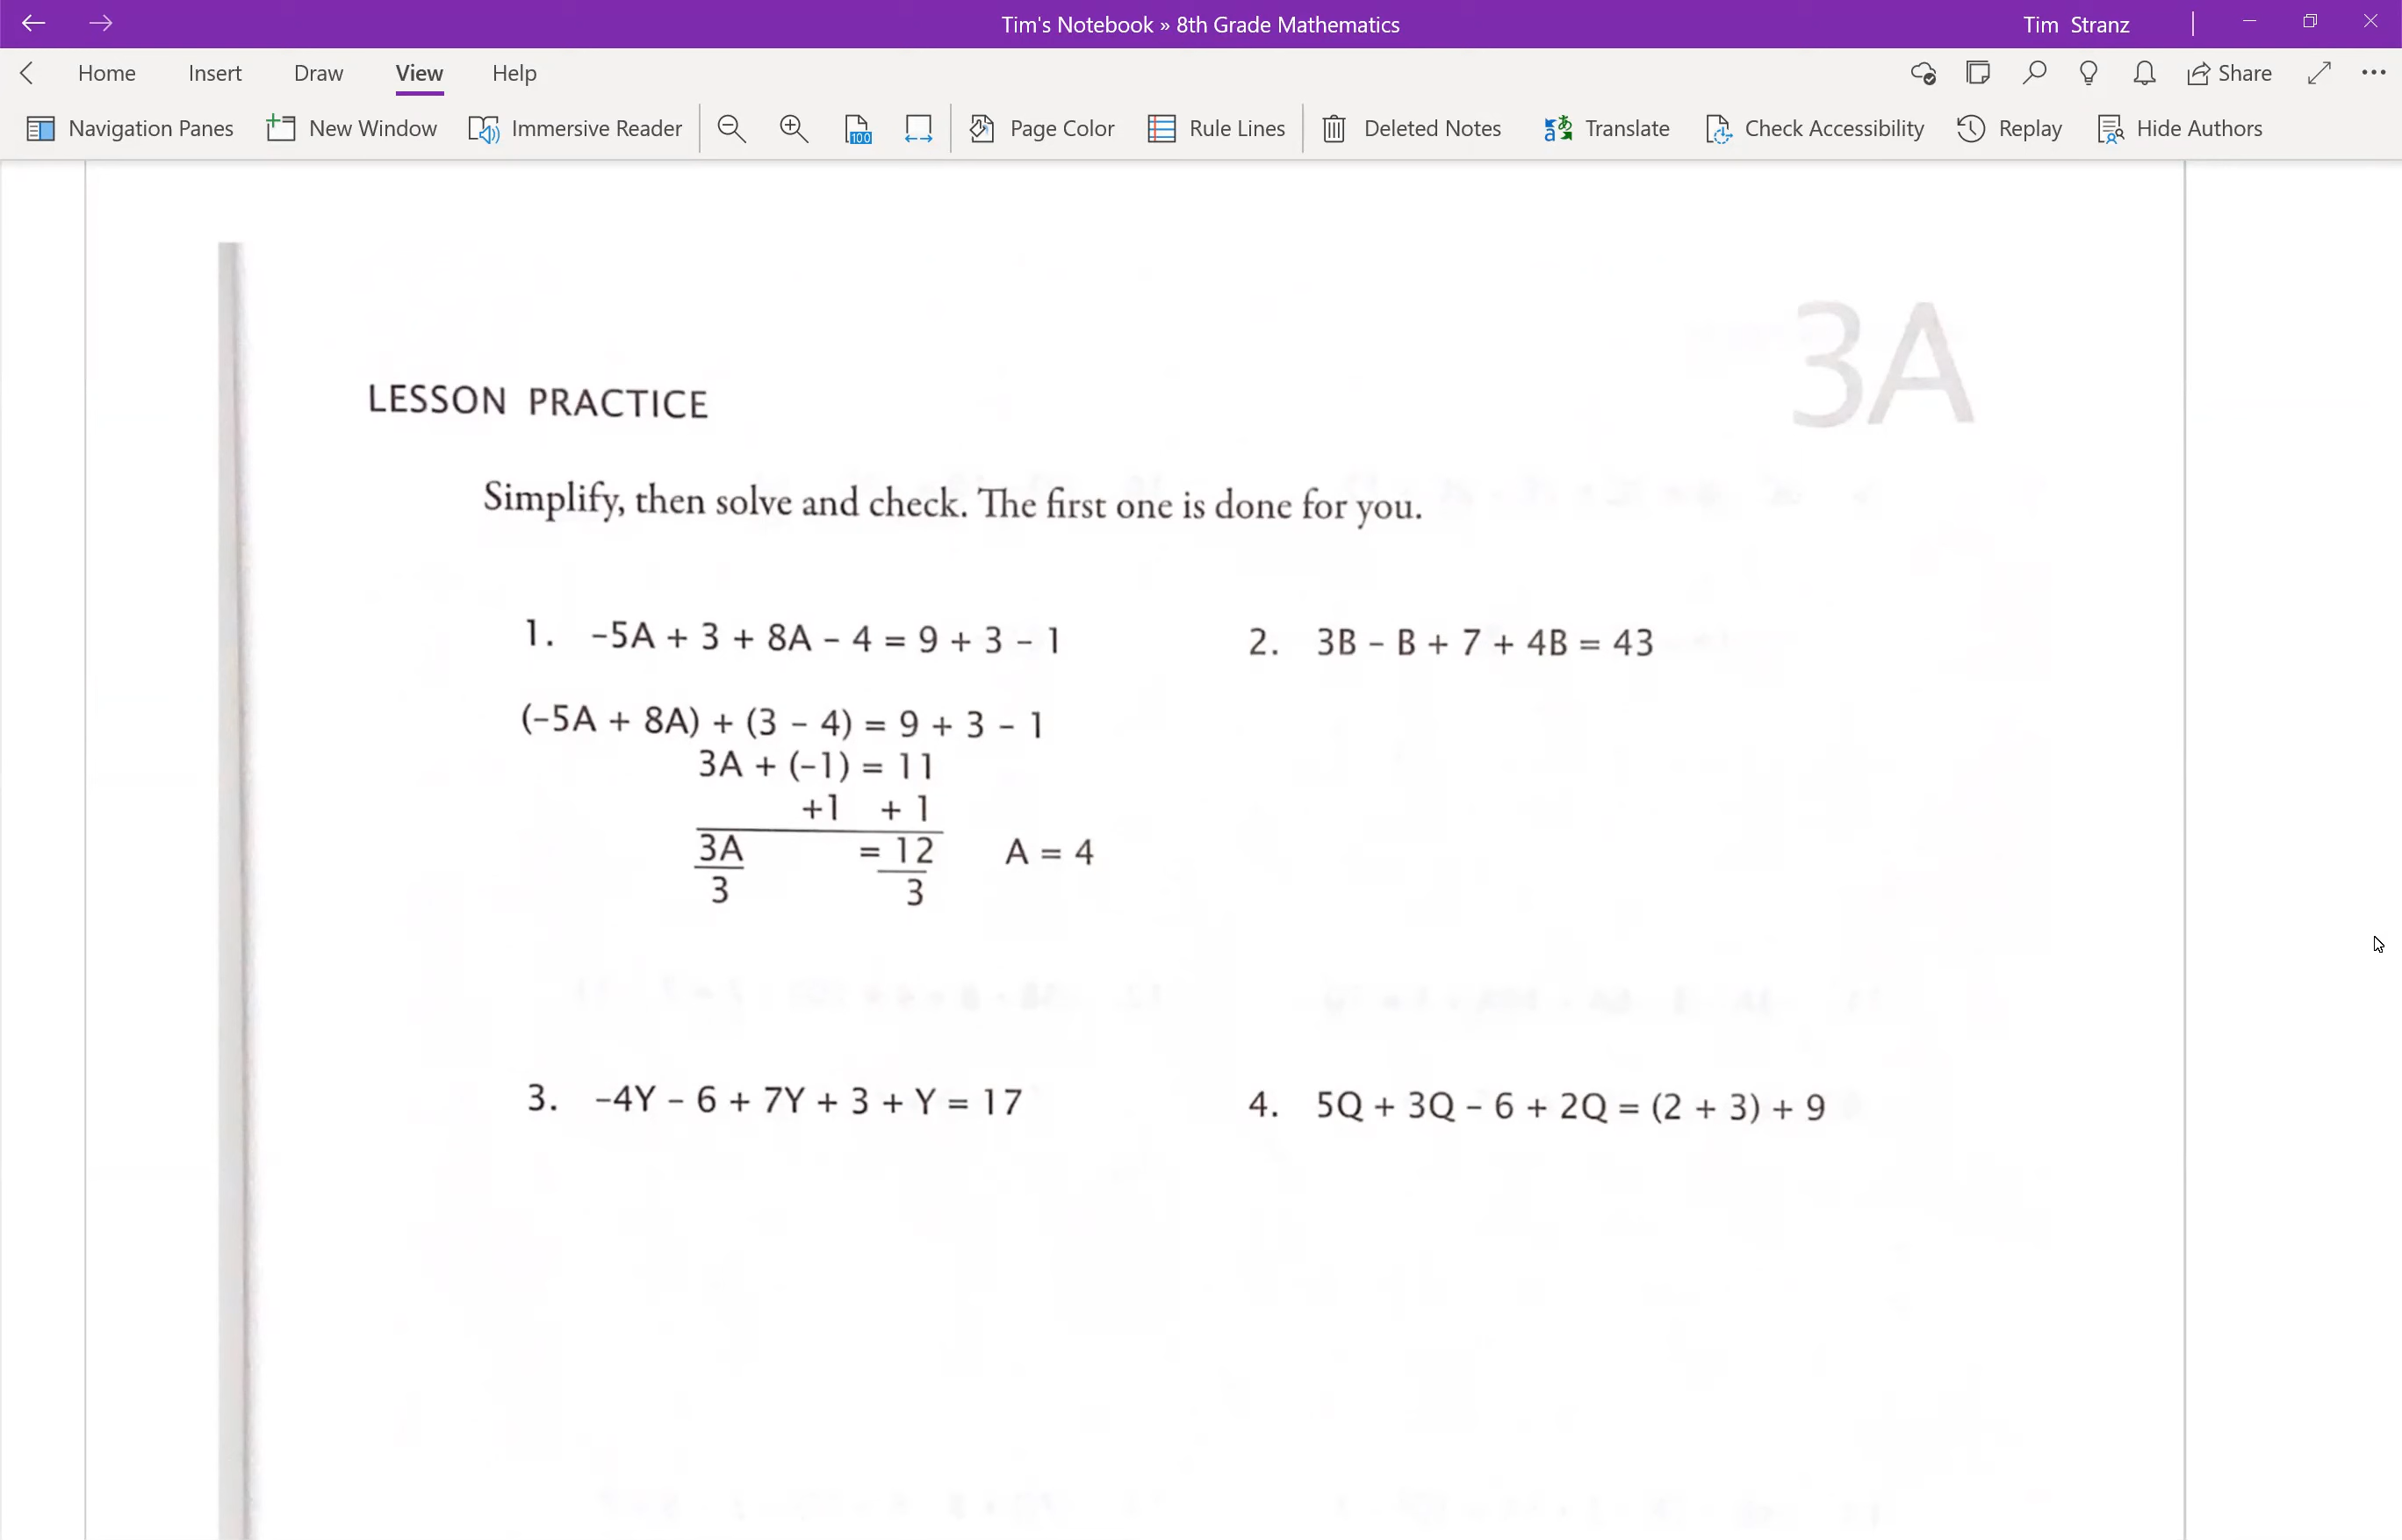 Tim's Notebook » 8th Grade Mathematics
Tim Stranz
Home Insert Draw View Help
Share
Navigation Panes New Window Immersive Reader 100 Page Color Rule Lines Deleted Notes Translate Check Accessibility Replay Hide Authors
3A
LESSON PRACTICE
Simplify, then solve and check. The first one is done for you.
1. -5A + 3 + 8A - 4 = 9 + 3 - 1
2. 3B - B + 7 + 4B = 43
(-5A + 8A) + (3 - 4) = 9 + 3 - 1
3A + (-1) = 11
+1 + 1
3A = 12 A = 4
3 3
3. -4Y - 6 + 7Y + 3 + Y = 17
4. 5Q + 3Q - 6 + 2Q = (2 + 3) + 9